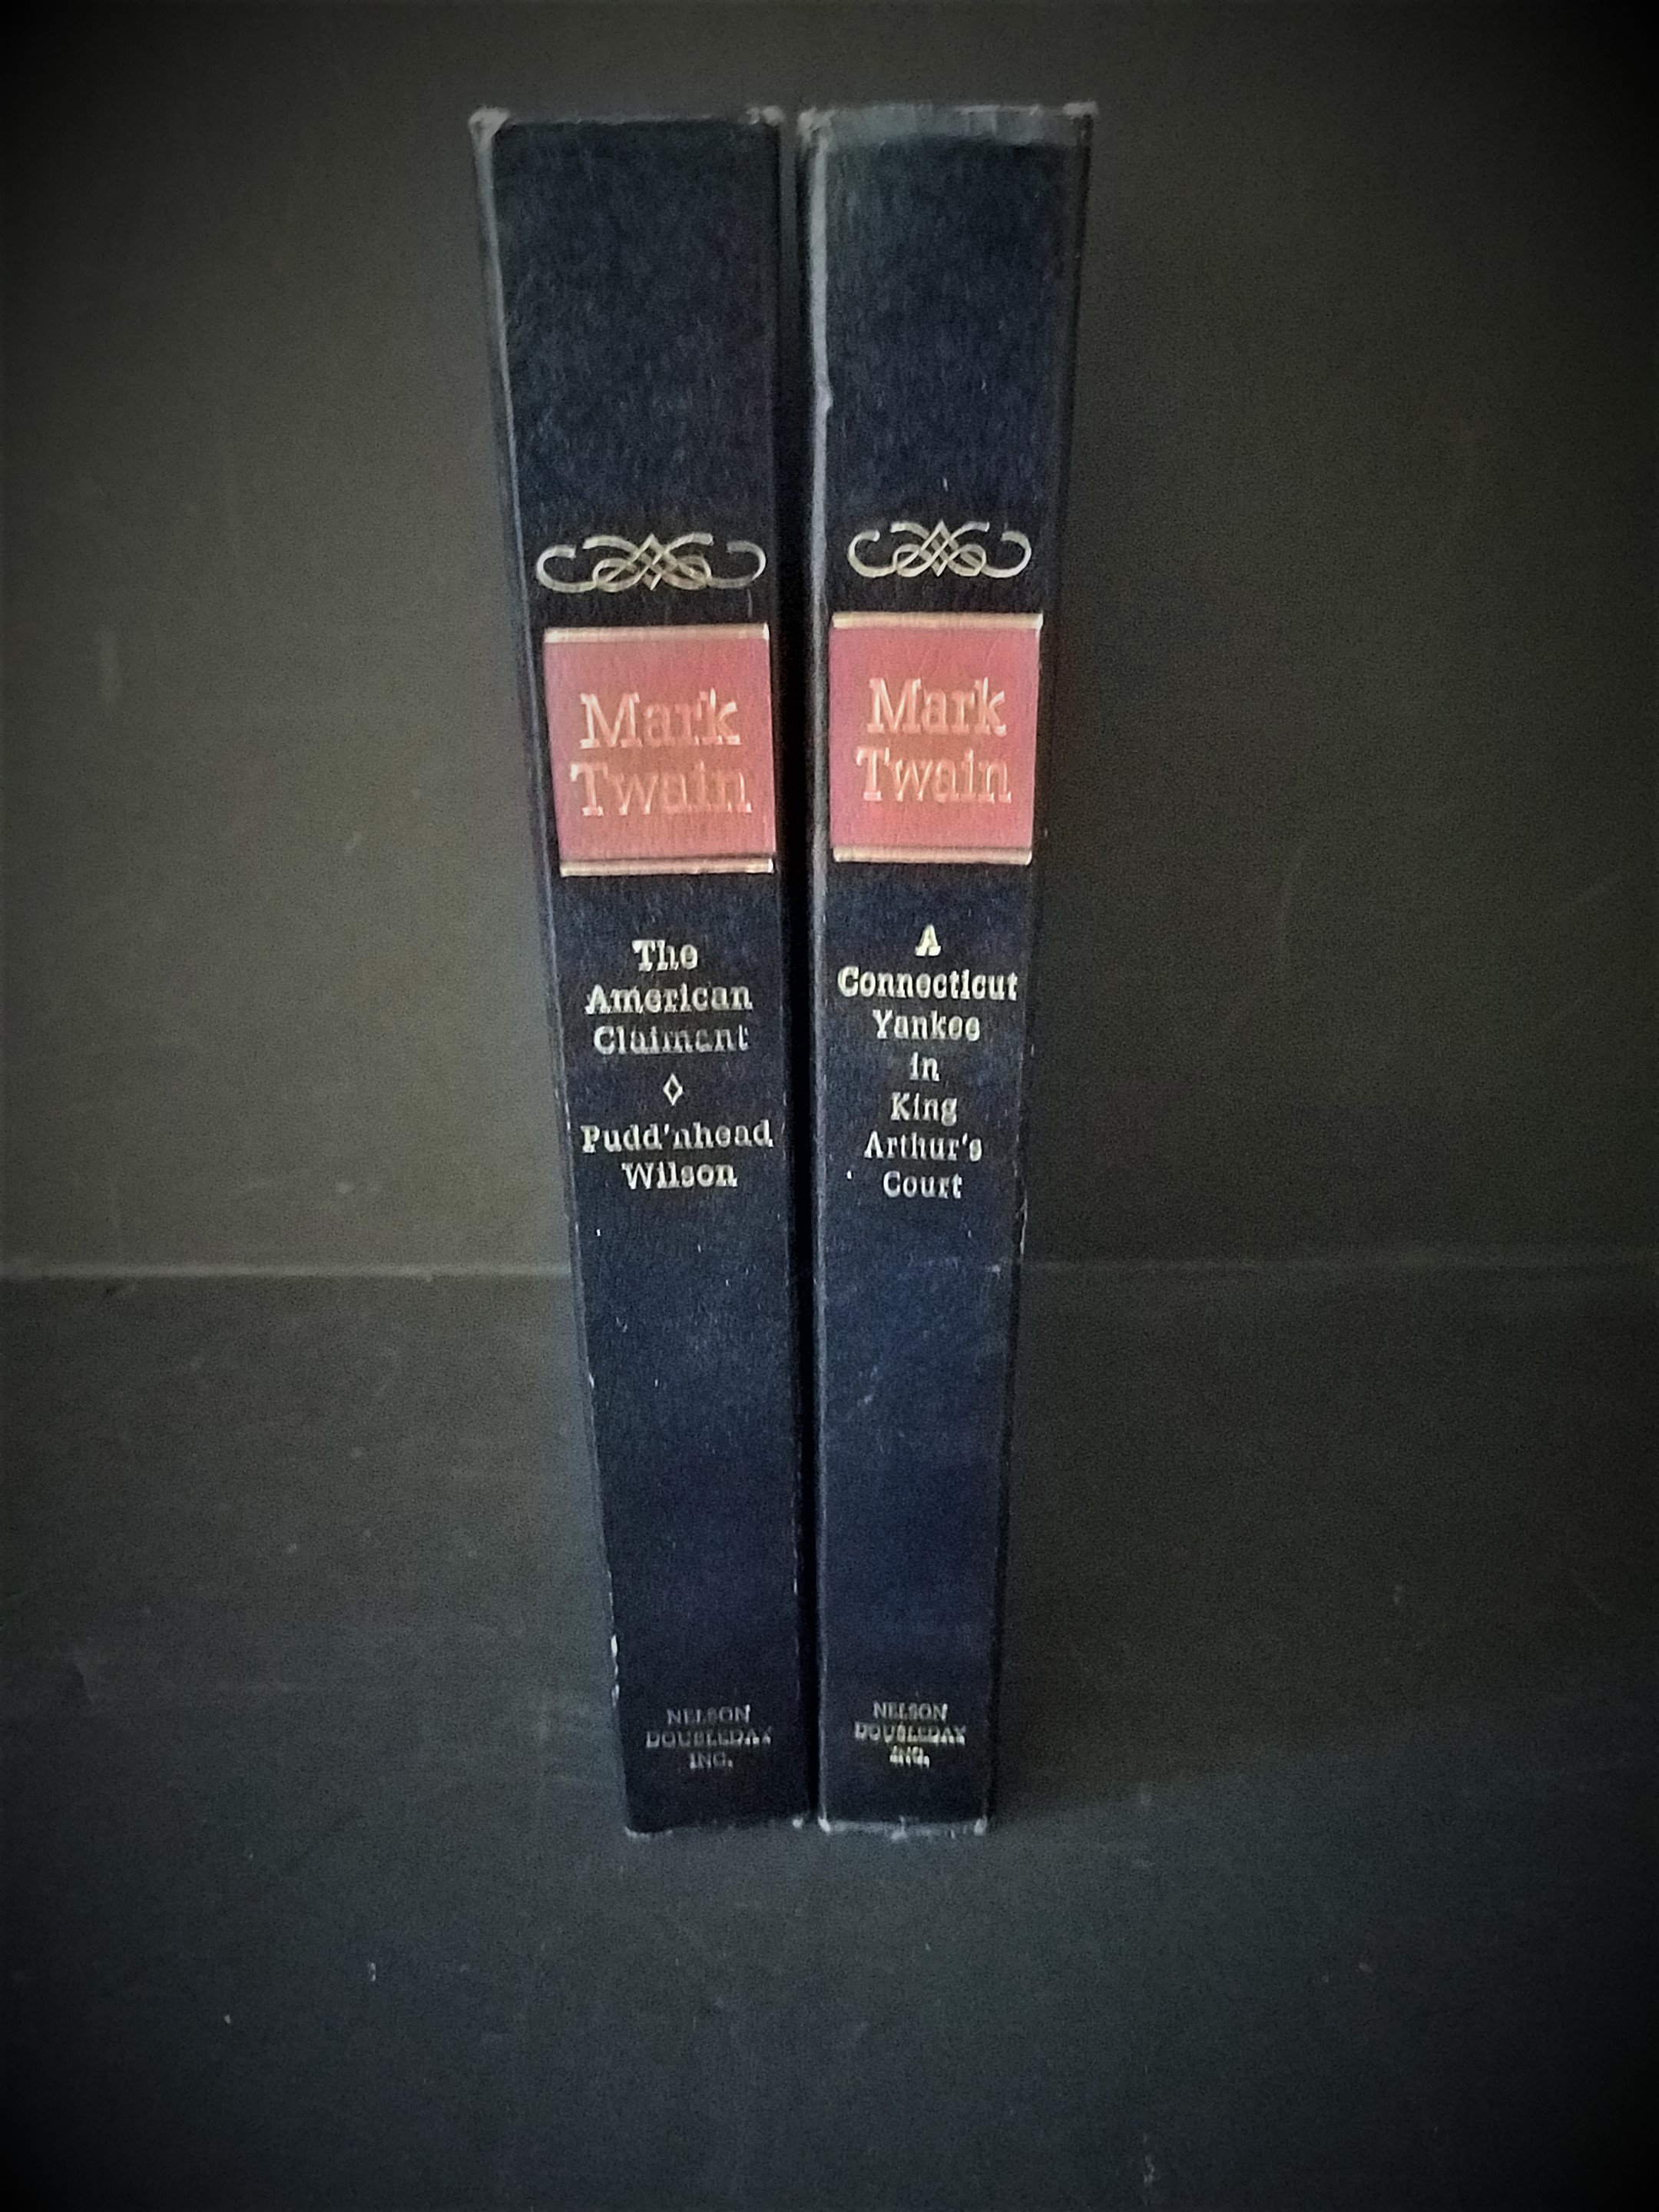 Mark
Twain
The
American
Claimant
Pudd'nhead
Wilson
NELSON
DOUBLEDAY
INC.
Mark
Twain
A
Connecticut
Yankee
in
King
Arthur's
Court
NELSON
DOUBLEDAY
INC.